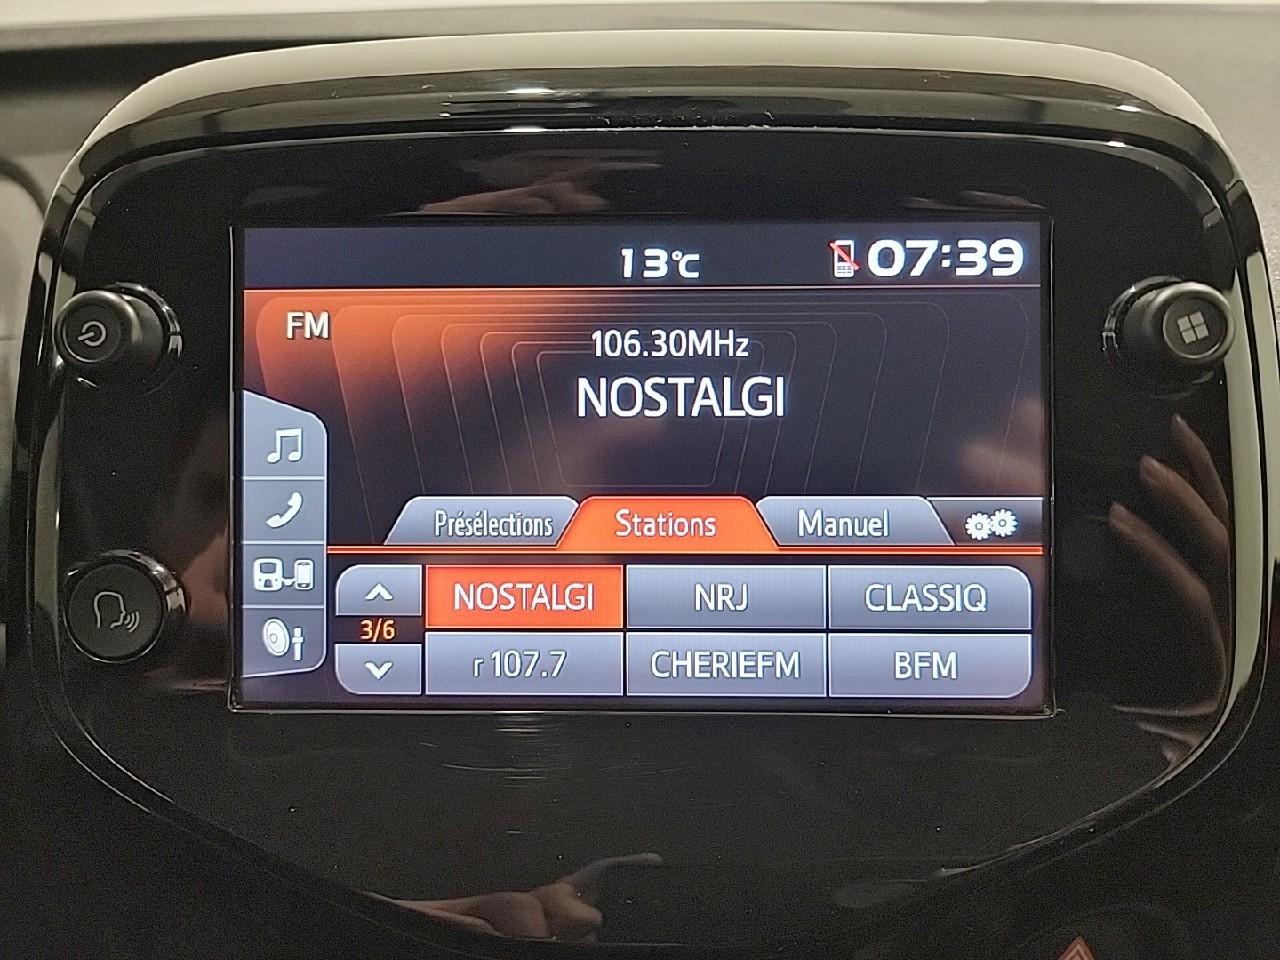 13°C
07:39
FM
106.30MHz
NOSTALGI
Présélections
Stations
Manuel
3/6
NOSTALGI
NRJ
CLASSIQ
r 107.7
CHERIEFM
BFM